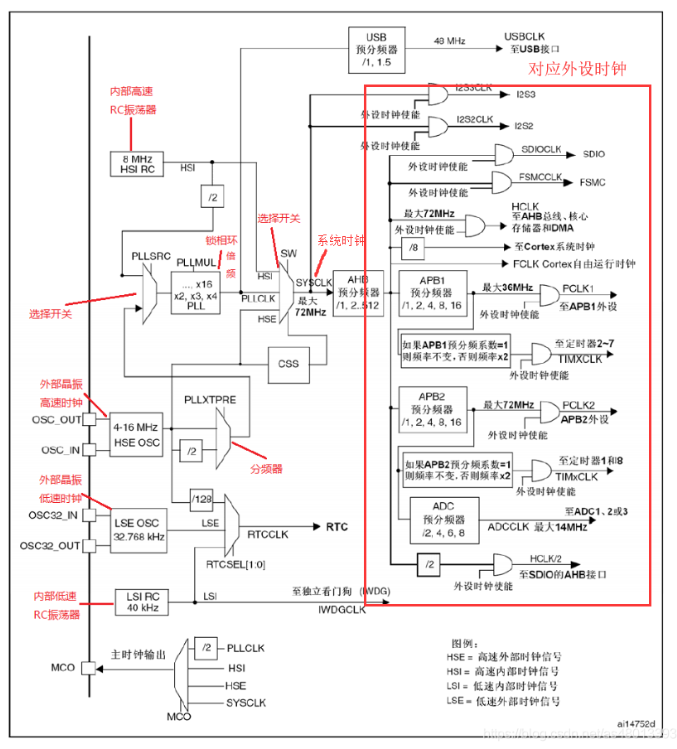 USB
预分频器
/1, 1.5
48 MHz
USBCLK
至USB接口
对应外设时钟
I2S3CLK
I2S3
外设时钟使能
I2S2CLK
I2S2
外设时钟使能
内部高速
RC振荡器
8 MHz
HSI RC
HSI
/2
SDIOCLK
SDIO
外设时钟使能
FSMCCLK
FSMC
外设时钟使能
HCLK
至AHB总线、核心
存储器和DMA
最大72MHz
外设时钟使能
/8
至Cortex系统时钟
FCLK Cortex自由运行时钟
选择开关
锁相环
倍
频
系统时钟
PLLSRC
PLLMUL
..., x16
x2, x3, x4
PLL
SW
HSI
PLLCLK
HSE
SYSCLK
最大
72MHz
AHB
预分频器
/1, 2..512
选择开关
CSS
APB1
预分频器
/1, 2, 4, 8, 16
最大36MHz
PCLK1
至APB1外设
外设时钟使能
如果APB1预分频系数=1
则频率不变,否则频率x2
至定时器2~7
TIMXCLK
外设时钟使能
APB2
预分频器
/1, 2, 4, 8, 16
最大72MHz
PCLK2
APB2外设
外设时钟使能
如果APB2预分频系数=1
则频率不变,否则频率x2
至定时器1和8
TIMxCLK
外设时钟使能
ADC
预分频器
/2, 4, 6, 8
至ADC1、2或3
ADCCLK 最大14MHz
/2
HCLK/2
至SDIO的AHB接口
外设时钟使能
外部晶振
高速时钟
OSC_OUT
OSC_IN
4-16 MHz
HSE OSC
PLLXTPRE
/2
分频器
外部晶振
低速时钟
OSC32_IN
OSC32_OUT
LSE OSC
32.768 kHz
/128
LSE
RTCCLK
RTC
RTCSEL[1:0]
内部低速
RC振荡器
LSI RC
40 kHz
LSI
至独立看门狗 (IWDG)
IWDGCLK
MCO
主时钟输出
/2
PLLCLK
HSI
HSE
SYSCLK
MCO
图例：
HSE = 高速外部时钟信号
HSI = 高速内部时钟信号
LSI = 低速内部时钟信号
LSE = 低速外部时钟信号
ai14752d